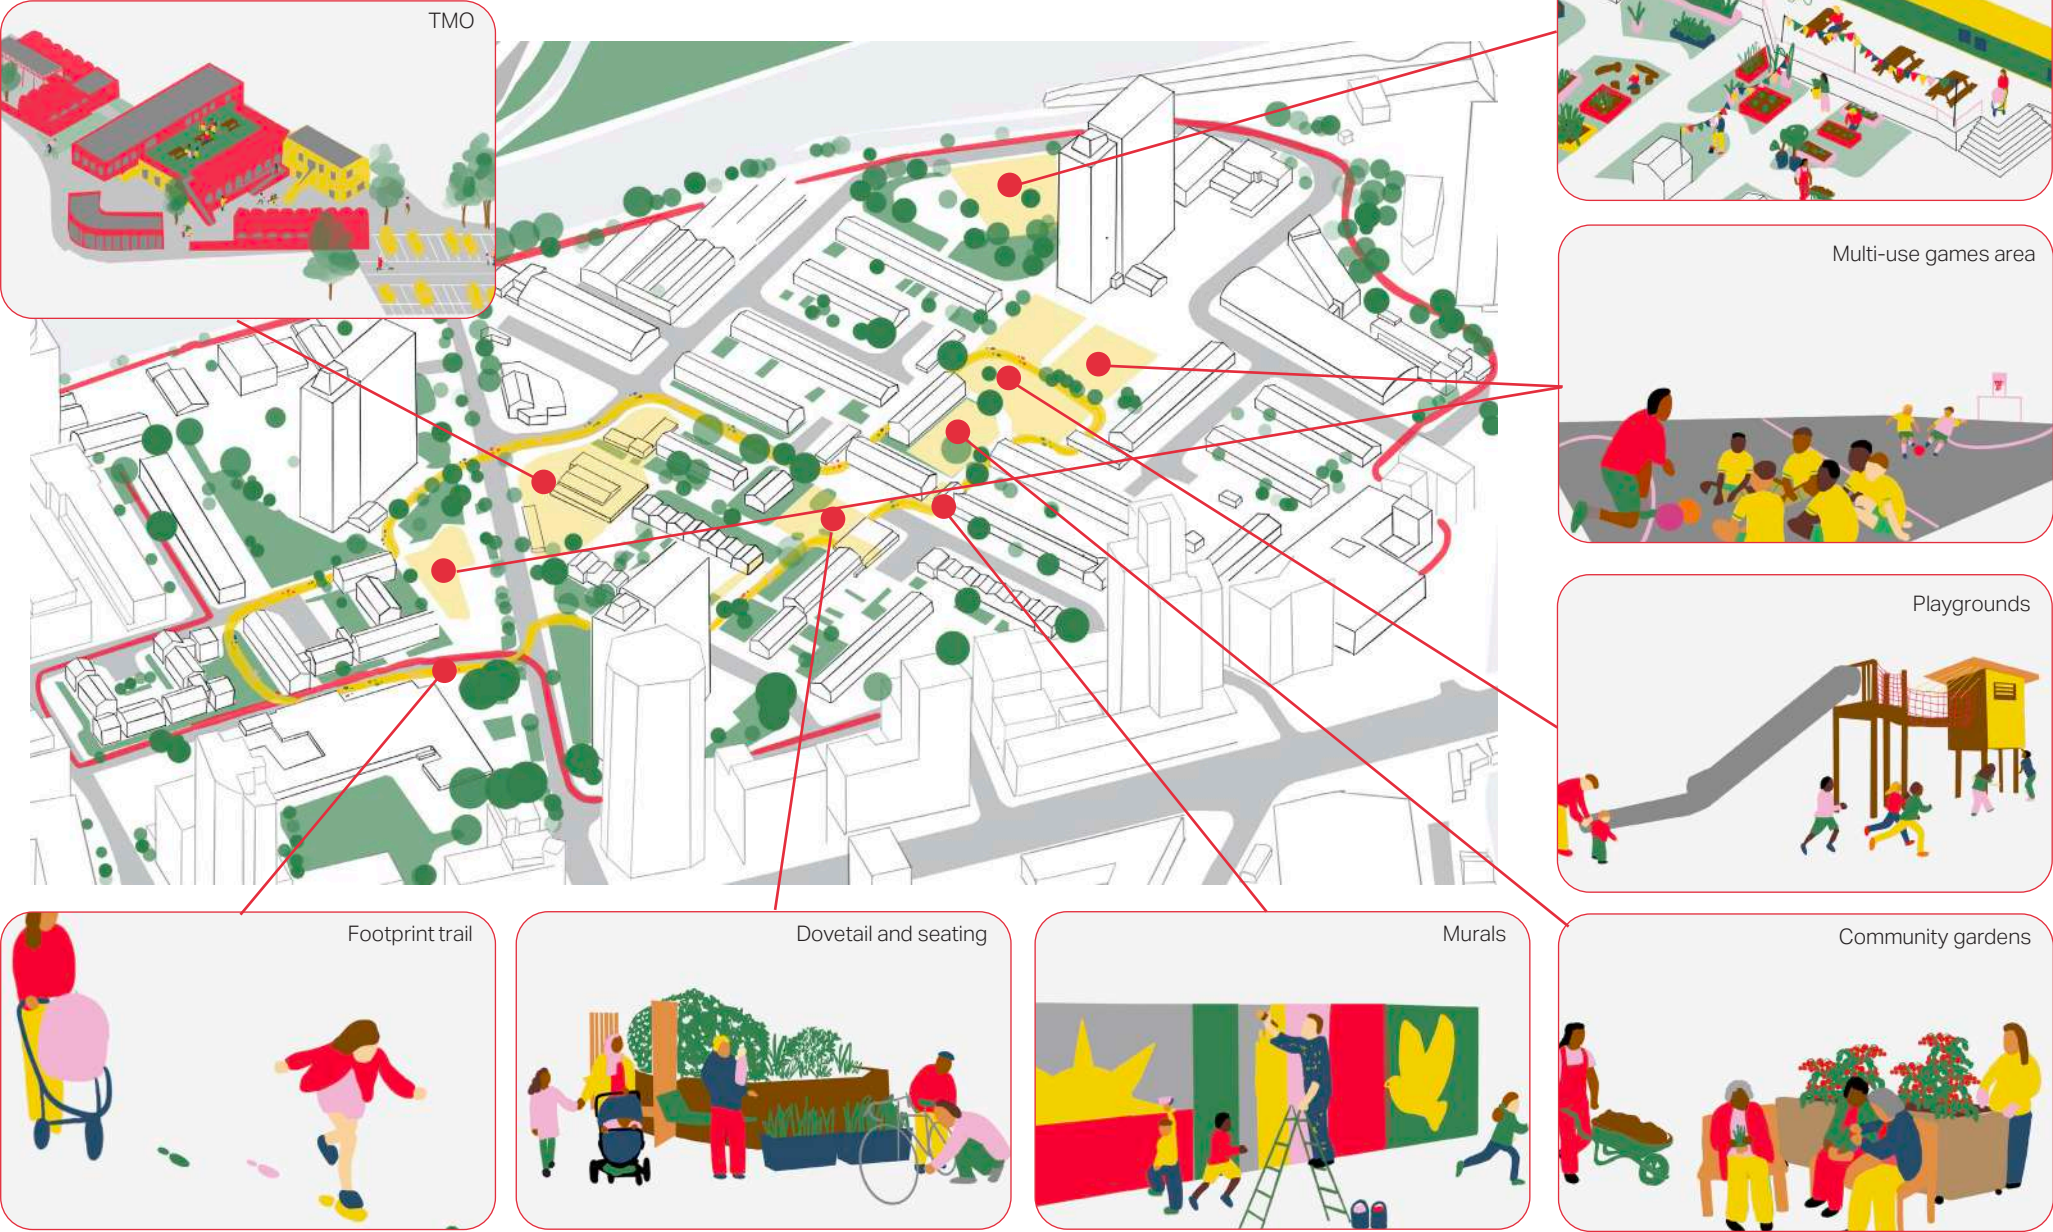 TMO
Multi-use games area
Playgrounds
Footprint trail
Dovetail and seating
Murals
Community gardens